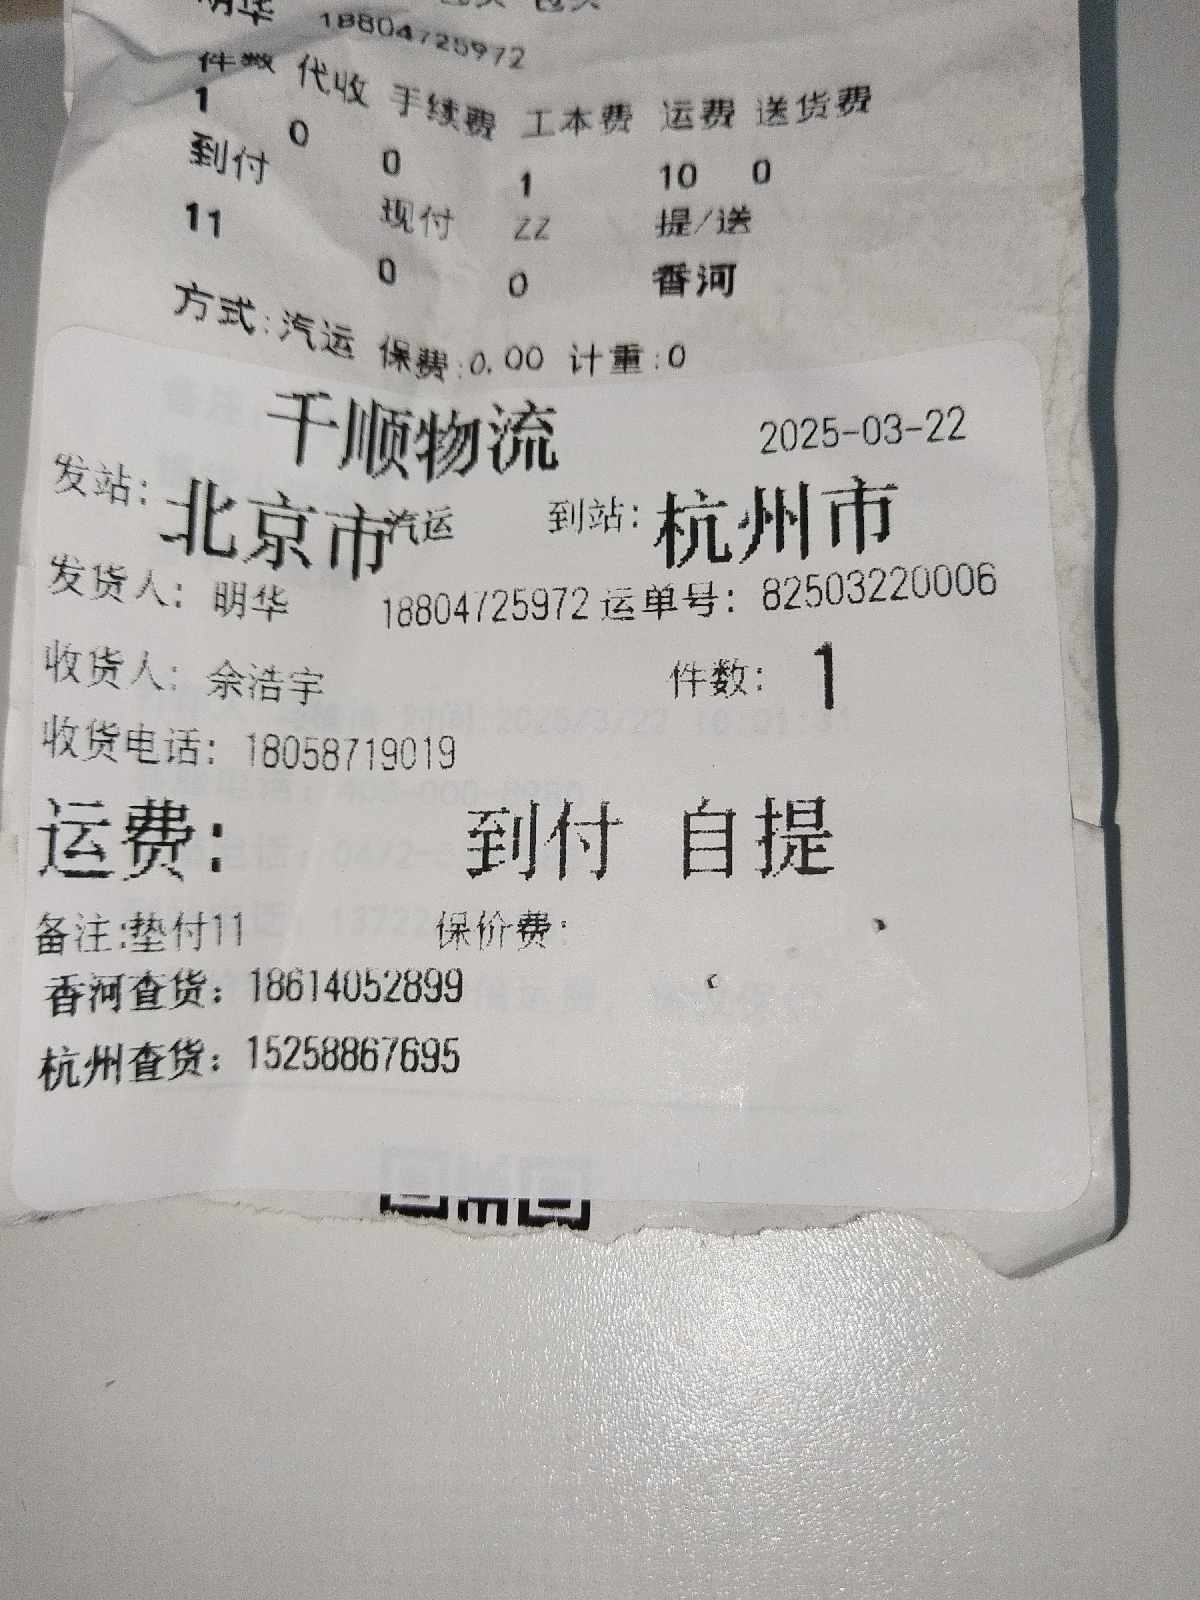 明华 18804725972
件数 代收 手续费 工本费 运费 送货费
1 0 0 1 10 0
到付 现付 ZZ 提/送
11 0 0 香河
方式:汽运 保费:0.00 计重:0
千顺物流 2025-03-22
发站: 北京市 汽运 到站: 杭州市
发货人: 明华 18804725972 运单号: 82503220006
收货人: 余浩宇 件数: 1
收货电话: 18058719019
运费: 到付 自提
备注:垫付11 保价费:
香河查货: 18614052899
杭州查货: 15258867695